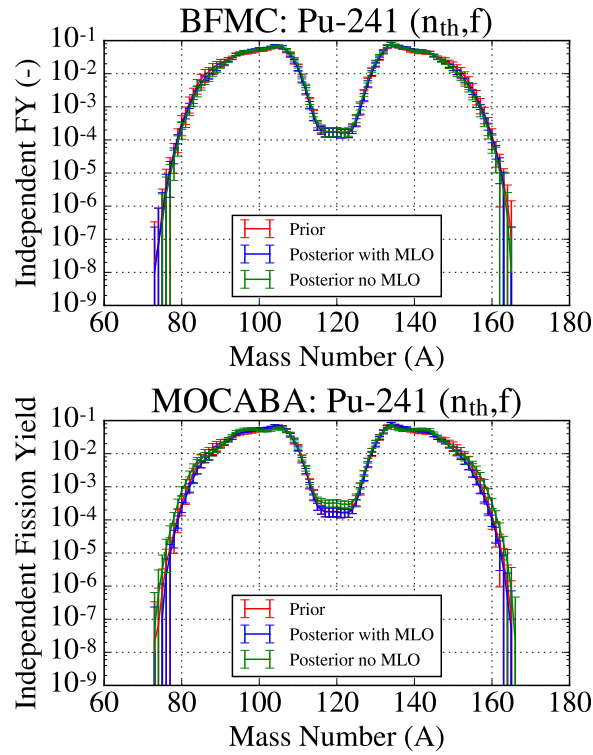 BFMC: Pu-241 (n_th,f)
Independent FY (-)
10^-1
10^-2
10^-3
10^-4
10^-5
10^-6
10^-7
10^-8
10^-9
Prior
Posterior with MLO
Posterior no MLO
60 80 100 120 140 160 180
Mass Number (A)
MOCABA: Pu-241 (n_th,f)
Independent Fission Yield
10^-1
10^-2
10^-3
10^-4
10^-5
10^-6
10^-7
10^-8
10^-9
Prior
Posterior with MLO
Posterior no MLO
60 80 100 120 140 160 180
Mass Number (A)